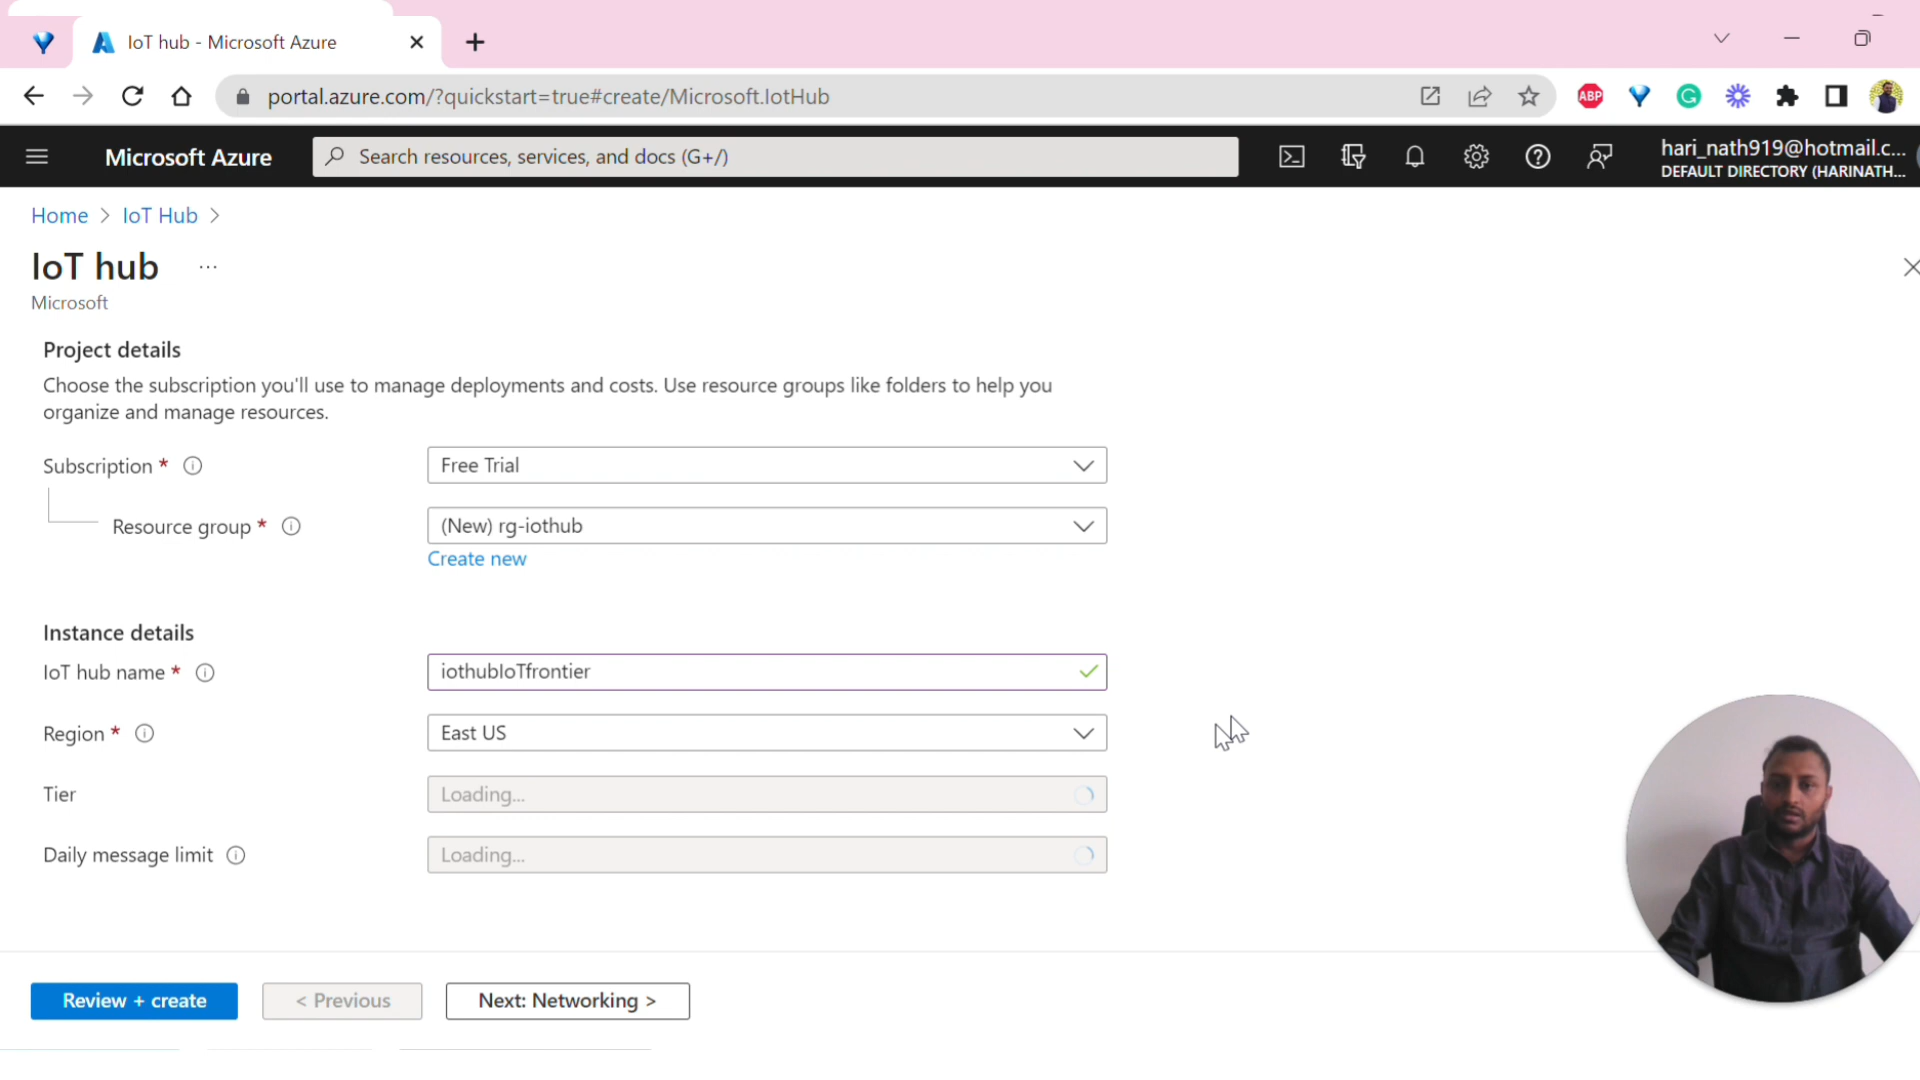 IoT hub - Microsoft Azure
portal.azure.com/?quickstart=true#create/Microsoft.IotHub
ABP
Microsoft Azure
Search resources, services, and docs (G+/)
hari_nath919@hotmail.c...
DEFAULT DIRECTORY (HARINATH...
Home > IoT Hub >
IoT hub ...
Microsoft
Project details
Choose the subscription you'll use to manage deployments and costs. Use resource groups like folders to help you
organize and manage resources.
Subscription * Free Trial
Resource group * (New) rg-iothub
Create new
Instance details
IoT hub name * iothubIoTfrontier
Region * East US
Tier Loading...
Daily message limit Loading...
Review + create < Previous Next: Networking >